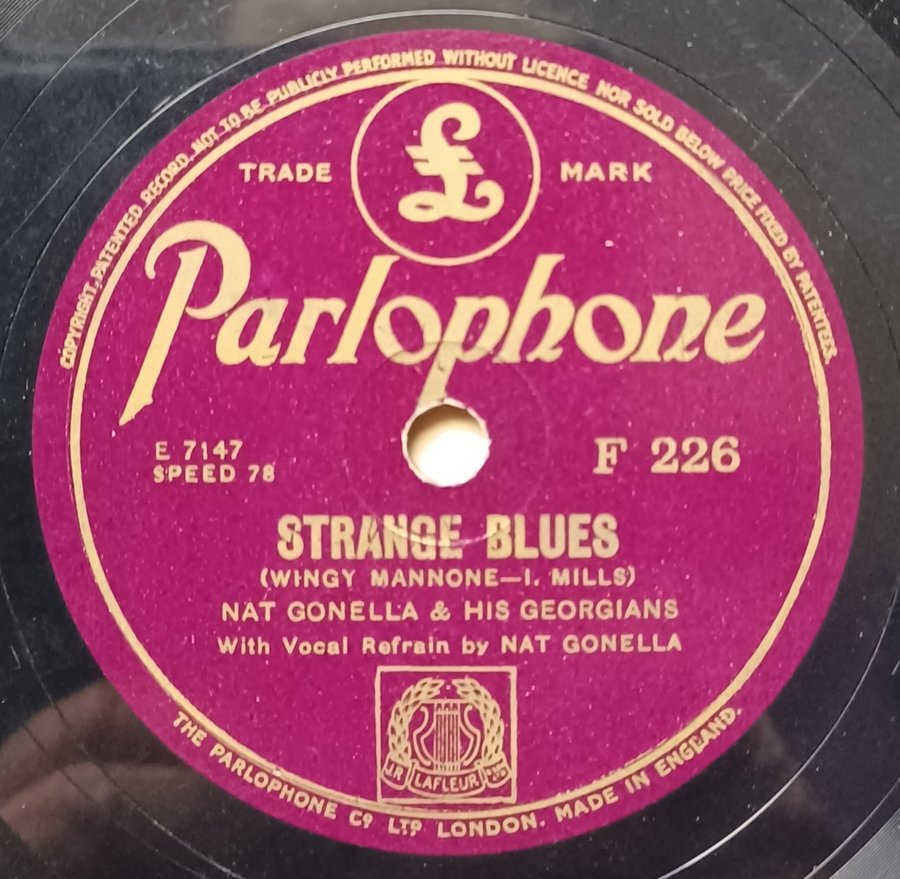 COPYRIGHT, PATENTED RECORD, NOT TO BE PUBLICLY PERFORMED WITHOUT LICENCE NOR SOLD BELOW PRICE FIXED BY PATENTEES.
£
TRADE MARK
Parlophone
E 7147
SPEED 78
F 226
STRANGE BLUES
(WINGY MANNONE—I. MILLS)
NAT GONELLA & HIS GEORGIANS
With Vocal Refrain by NAT GONELLA
J.R. LAFLEUR
THE PARLOPHONE Cº LTº LONDON. MADE IN ENGLAND.